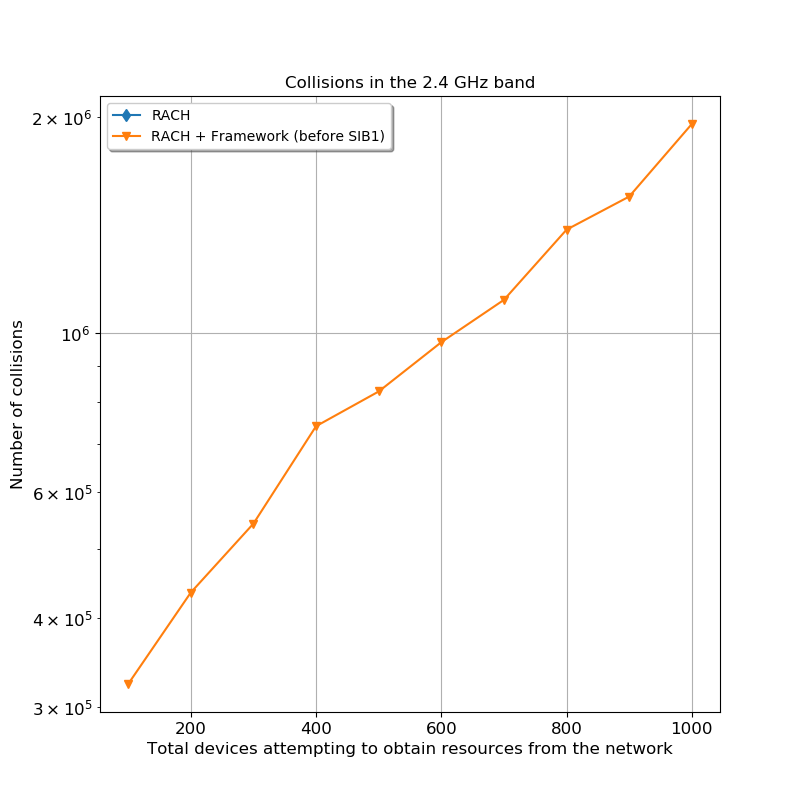 Collisions in the 2.4 GHz band
RACH
RACH + Framework (before SIB1)
Number of collisions
2 × 10⁶
10⁶
6 × 10⁵
4 × 10⁵
3 × 10⁵
200 400 600 800 1000
Total devices attempting to obtain resources from the network